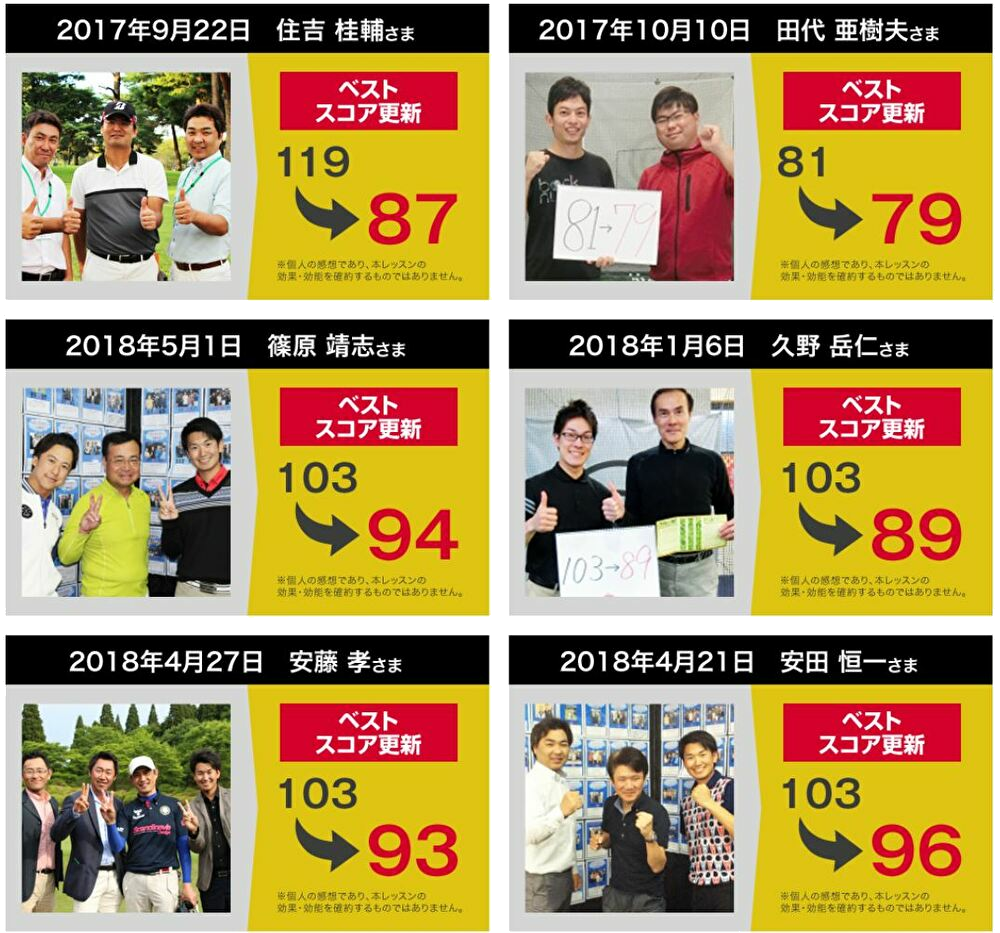 2017年9月22日 住吉 桂輔さま
ベスト
スコア更新
119
87
※個人の感想であり、本レッスンの
効果・効能を確約するものではありません。
2017年10月10日 田代 亜樹夫さま
81→79
ベスト
スコア更新
81
79
※個人の感想であり、本レッスンの
効果・効能を確約するものではありません。
2018年5月1日 篠原 靖志さま
ベスト
スコア更新
103
94
※個人の感想であり、本レッスンの
効果・効能を確約するものではありません。
2018年1月6日 久野 岳仁さま
103→89
ベスト
スコア更新
103
89
※個人の感想であり、本レッスンの
効果・効能を確約するものではありません。
2018年4月27日 安藤 孝さま
ベスト
スコア更新
103
93
※個人の感想であり、本レッスンの
効果・効能を確約するものではありません。
2018年4月21日 安田 恒一さま
ベスト
スコア更新
103
96
※個人の感想であり、本レッスンの
効果・効能を確約するものではありません。